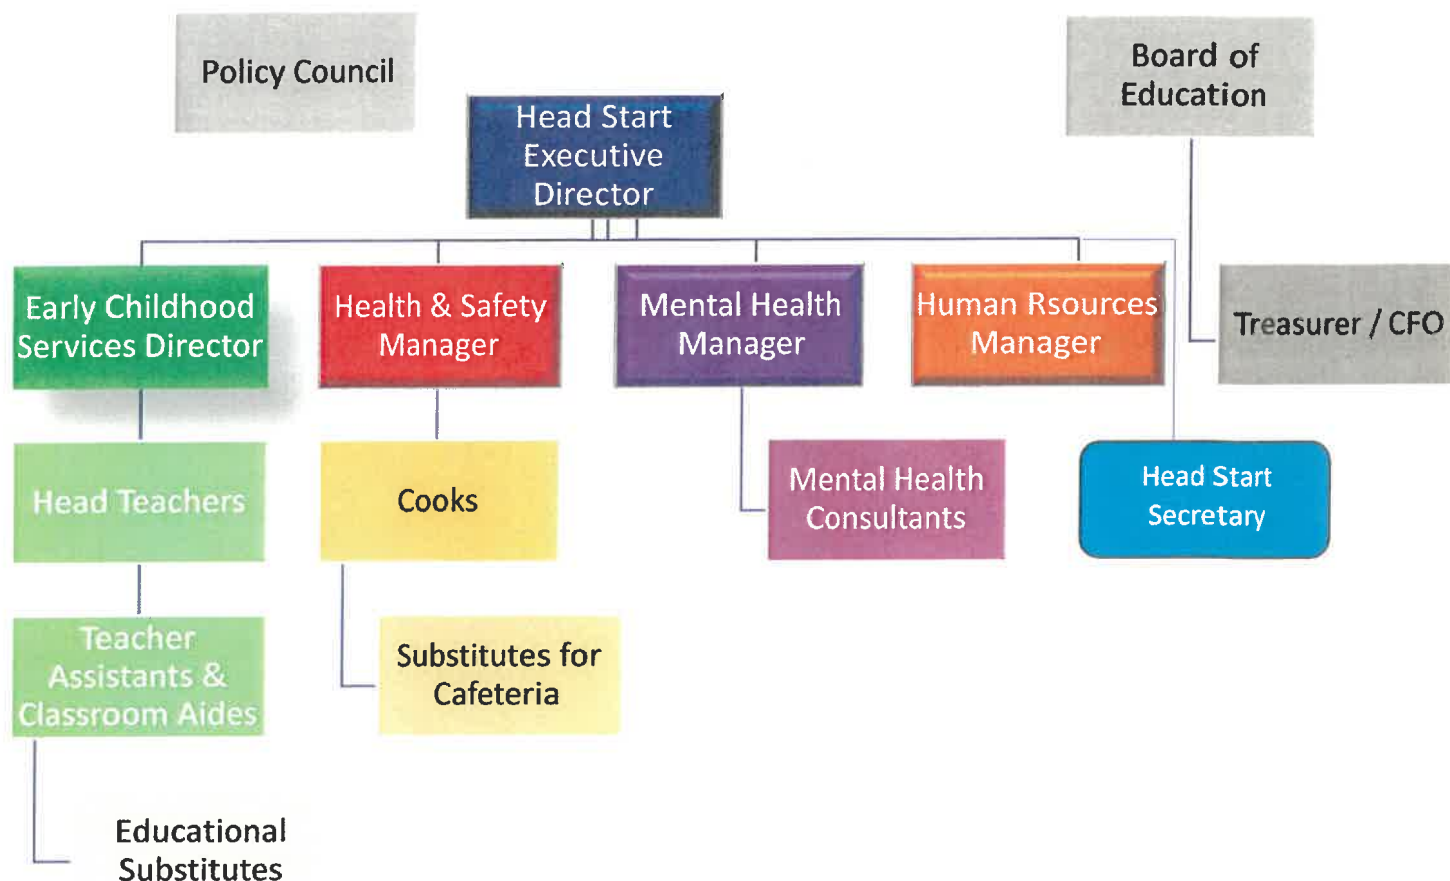 Policy Council
Board of
Education
Head Start
Executive
Director
Early Childhood
Services Director
Health & Safety
Manager
Mental Health
Manager
Human Rsources
Manager
Treasurer / CFO
Head Teachers
Cooks
Mental Health
Consultants
Head Start
Secretary
Teacher
Assistants &
Classroom Aides
Substitutes for
Cafeteria
Educational
Substitutes